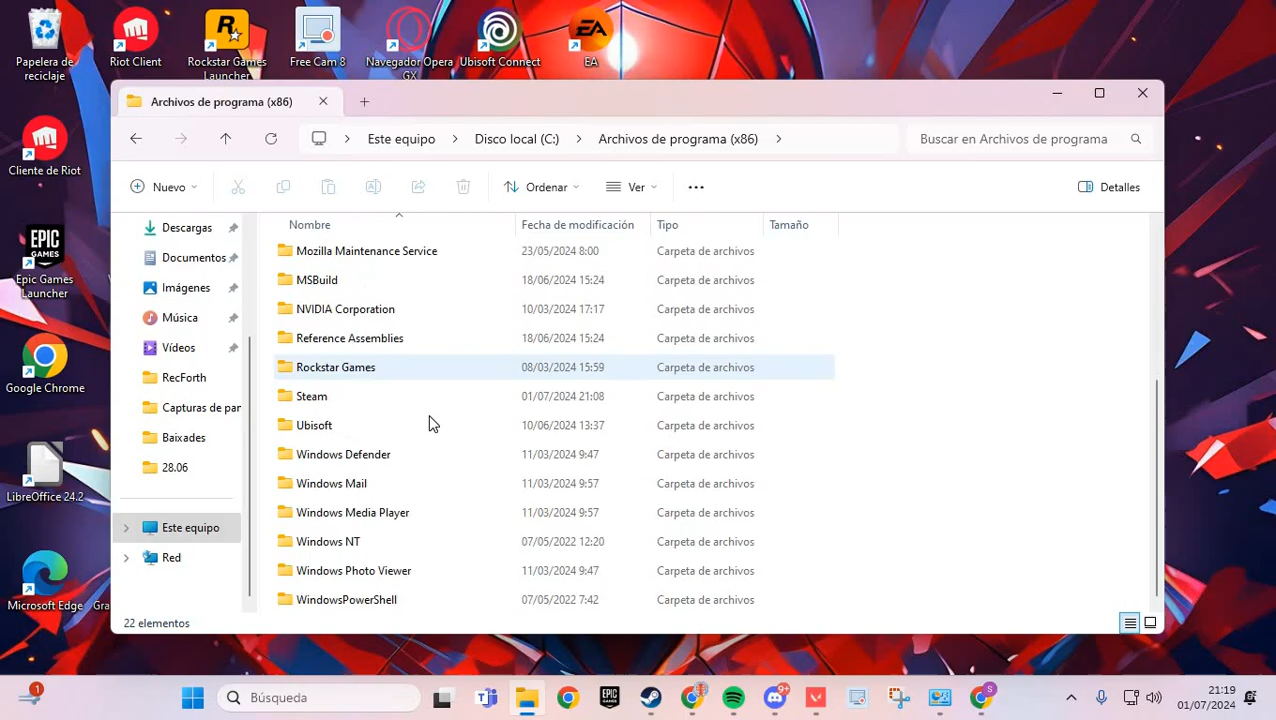 Papelera de
reciclaje
Riot Client
Rockstar Games
Launcher
Free Cam 8
Navegador Opera
GX
Ubisoft Connect
EA
EA
Cliente de Riot
EPIC
GAMES
Epic Games
Launcher
Google Chrome
LibreOffice 24.2
Microsoft Edge
Gra
Archivos de programa (x86)
Este equipo
Disco local (C:)
Archivos de programa (x86)
Buscar en Archivos de programa
Nuevo
Ordenar
Ver
Detalles
Descargas
Documentos
Imágenes
Música
Vídeos
RecForth
Capturas de par
Baixades
28.06
Este equipo
Red
Nombre Fecha de modificación Tipo Tamaño
Mozilla Maintenance Service 23/05/2024 8:00 Carpeta de archivos
MSBuild 18/06/2024 15:24 Carpeta de archivos
NVIDIA Corporation 10/03/2024 17:17 Carpeta de archivos
Reference Assemblies 18/06/2024 15:24 Carpeta de archivos
Rockstar Games 08/03/2024 15:59 Carpeta de archivos
Steam 01/07/2024 21:08 Carpeta de archivos
Ubisoft 10/06/2024 13:37 Carpeta de archivos
Windows Defender 11/03/2024 9:47 Carpeta de archivos
Windows Mail 11/03/2024 9:57 Carpeta de archivos
Windows Media Player 11/03/2024 9:57 Carpeta de archivos
Windows NT 07/05/2022 12:20 Carpeta de archivos
Windows Photo Viewer 11/03/2024 9:47 Carpeta de archivos
WindowsPowerShell 07/05/2022 7:42 Carpeta de archivos
22 elementos
1
Búsqueda
9+
S
21:19
01/07/2024